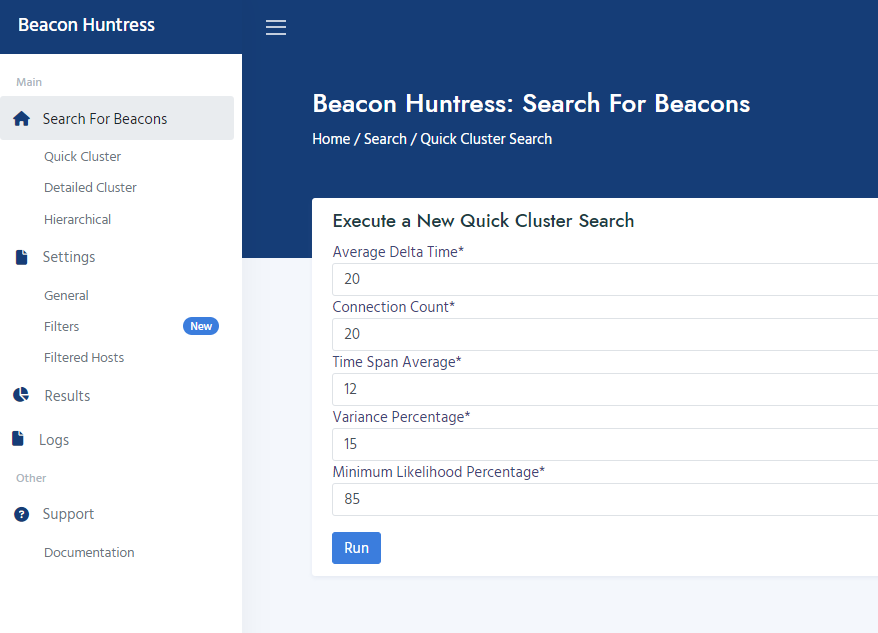 Beacon Huntress
Main
Search For Beacons
Quick Cluster
Detailed Cluster
Hierarchical
Settings
General
Filters New
Filtered Hosts
Results
Logs
Other
Support
Documentation
Beacon Huntress: Search For Beacons
Home / Search / Quick Cluster Search
Execute a New Quick Cluster Search
Average Delta Time*
20
Connection Count*
20
Time Span Average*
12
Variance Percentage*
15
Minimum Likelihood Percentage*
85
Run